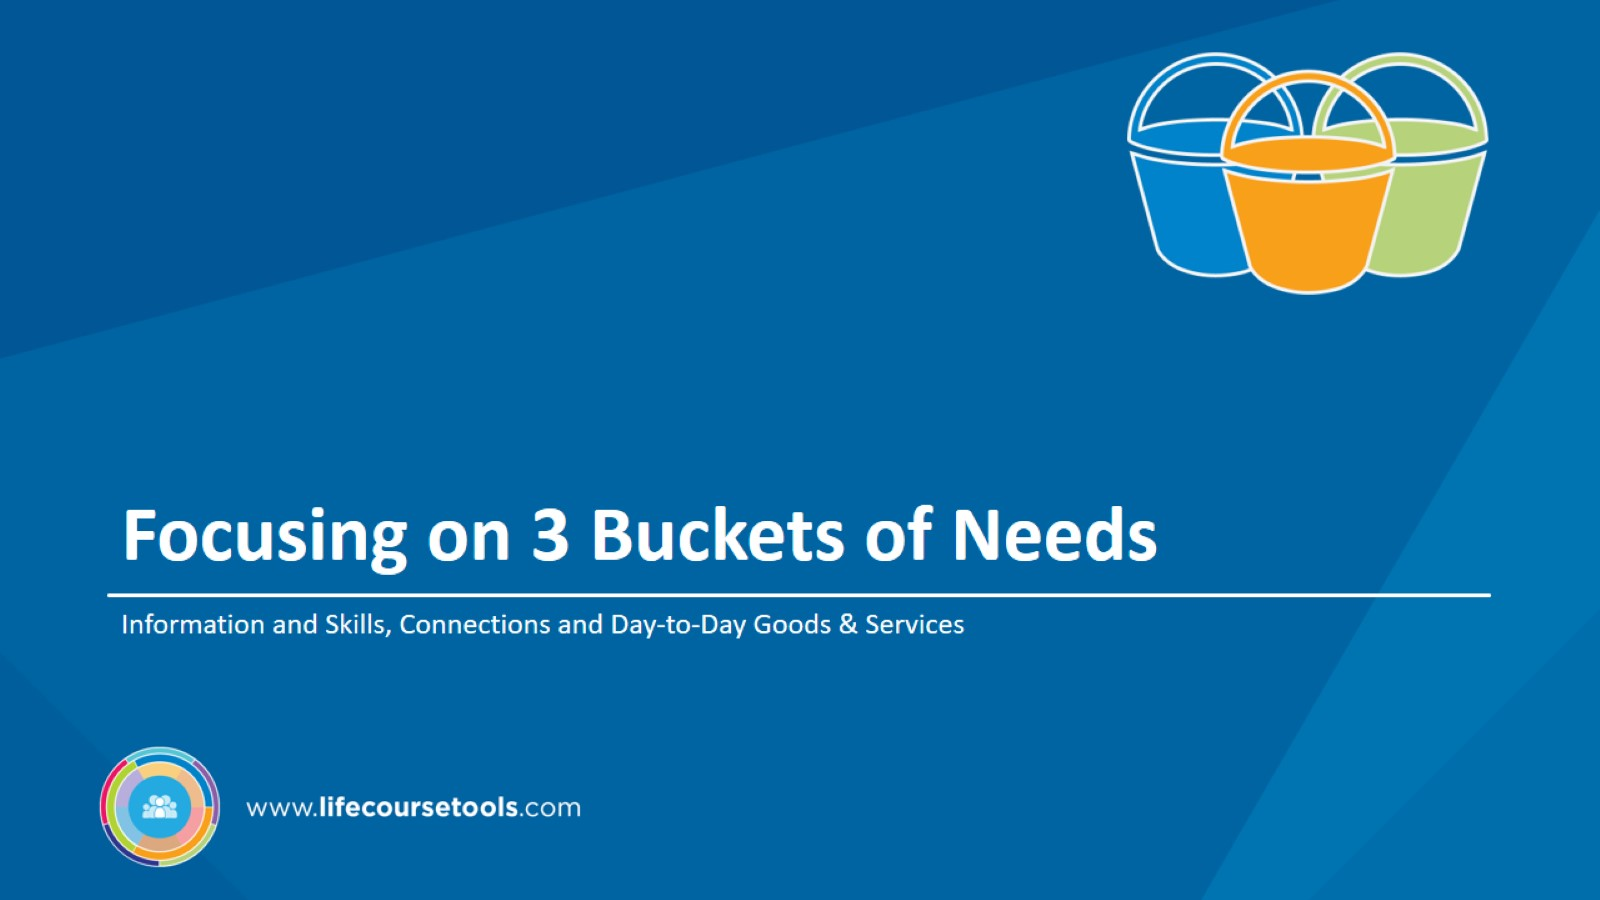 Focusing on 3 Buckets of Needs
Information and Skills, Connections and Day-to-Day Goods & Services
www.lifecoursetools.com